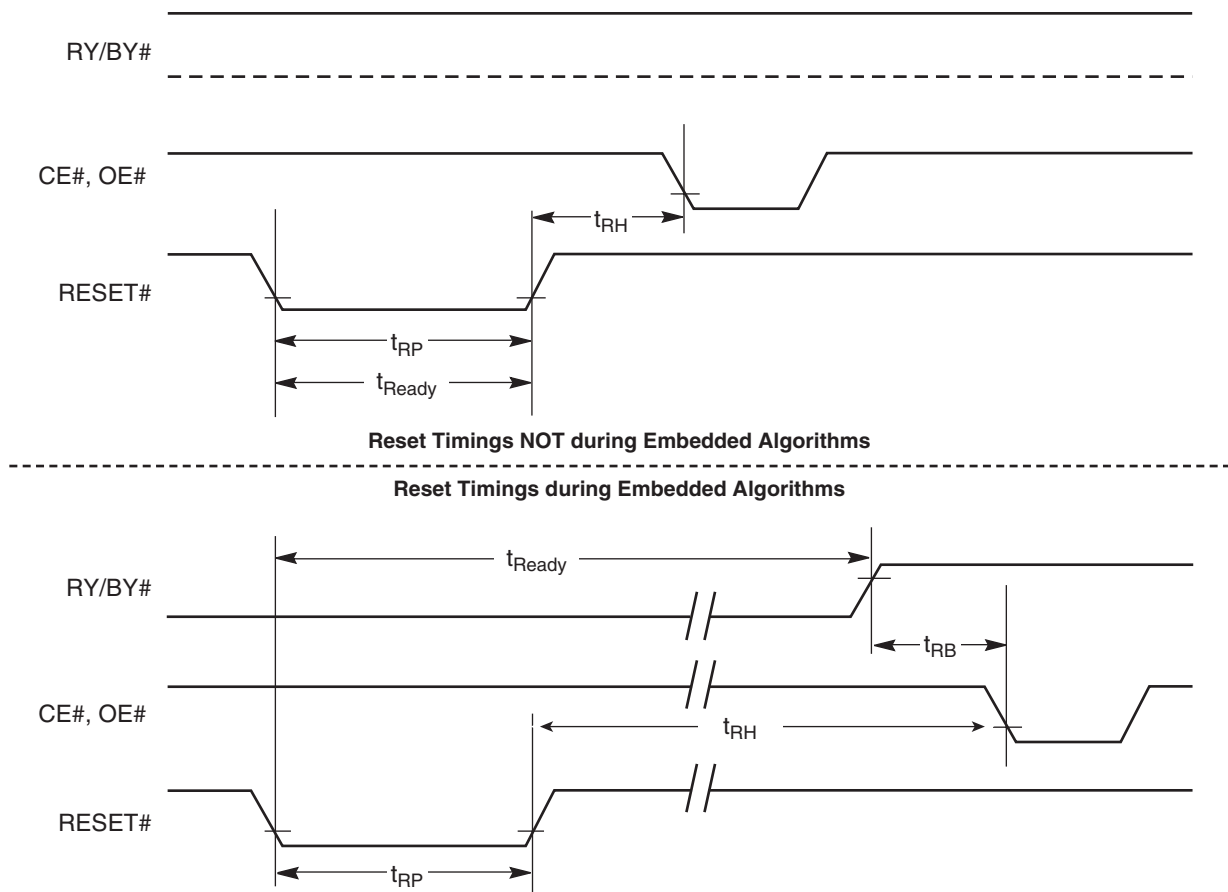 RY/BY#
CE#, OE#
tRH
RESET#
tRP
tReady
Reset Timings NOT during Embedded Algorithms
Reset Timings during Embedded Algorithms
tReady
RY/BY#
tRB
CE#, OE#
tRH
RESET#
tRP